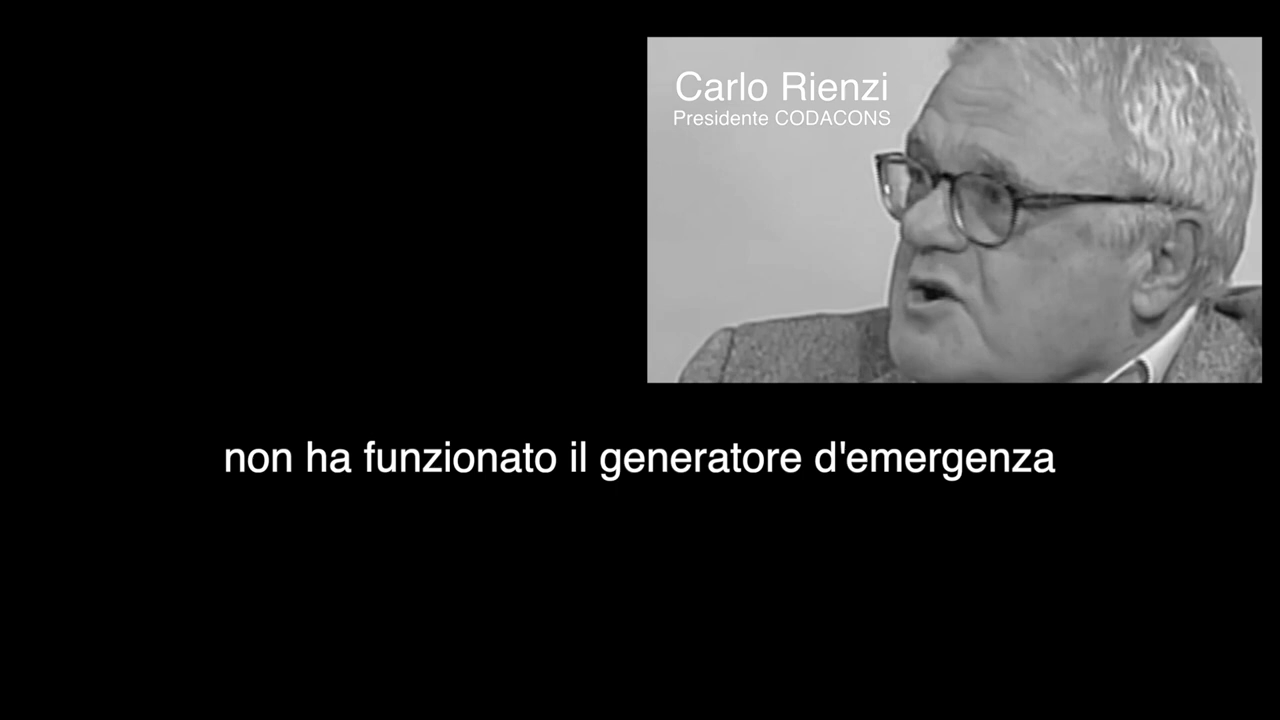 Carlo Rienzi
Presidente CODACONS
non ha funzionato il generatore d'emergenza